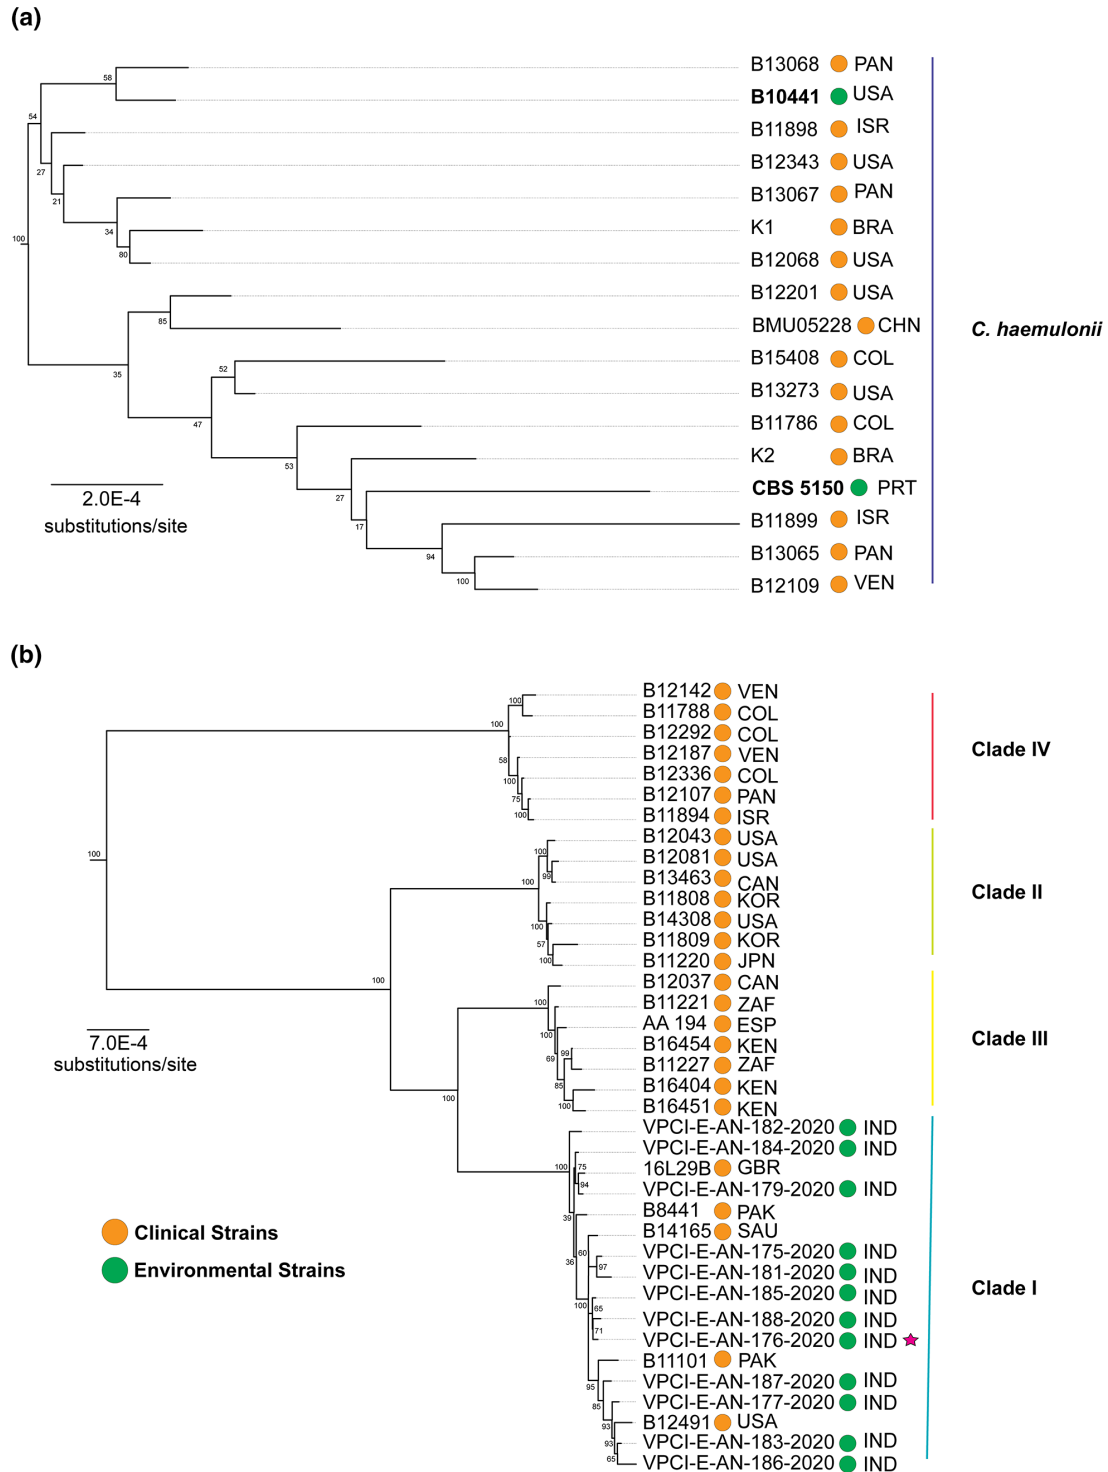 (a)
58
B13068 PAN
B10441 USA
54
B11898 ISR
27
B12343 USA
21
B13067 PAN
34
K1 BRA
80
B12068 USA
100
B12201 USA
85
BMU05228 CHN
C. haemulonii
35
52
B15408 COL
B13273 USA
47
B11786 COL
53
K2 BRA
27
CBS 5150 PRT
17
B11899 ISR
94
B13065 PAN
100
B12109 VEN
2.0E-4
substitutions/site
(b)
B12142 VEN
100
B11788 COL
100
B12292 COL
58
B12187 VEN
100
B12336 COL
75
B12107 PAN
100
B11894 ISR
Clade IV
B12043 USA
100
B12081 USA
99
B13463 CAN
100
B11808 KOR
100
B14308 USA
57
B11809 KOR
100
B11220 JPN
Clade II
100
100
B12037 CAN
100
B11221 ZAF
100
AA 194 ESP
69
B16454 KEN
99
B11227 ZAF
85
B16404 KEN
100
B16451 KEN
Clade III
7.0E-4
substitutions/site
100
VPCI-E-AN-182-2020 IND
VPCI-E-AN-184-2020 IND
100
75
16L29B GBR
94
VPCI-E-AN-179-2020 IND
39
B8441 PAK
B14165 SAU
36
60
VPCI-E-AN-175-2020 IND
97
VPCI-E-AN-181-2020 IND
VPCI-E-AN-185-2020 IND
100
65
VPCI-E-AN-188-2020 IND
71
VPCI-E-AN-176-2020 IND
B11101 PAK
95
VPCI-E-AN-187-2020 IND
85
VPCI-E-AN-177-2020 IND
93
B12491 USA
93
VPCI-E-AN-183-2020 IND
65
VPCI-E-AN-186-2020 IND
Clade I
Clinical Strains
Environmental Strains